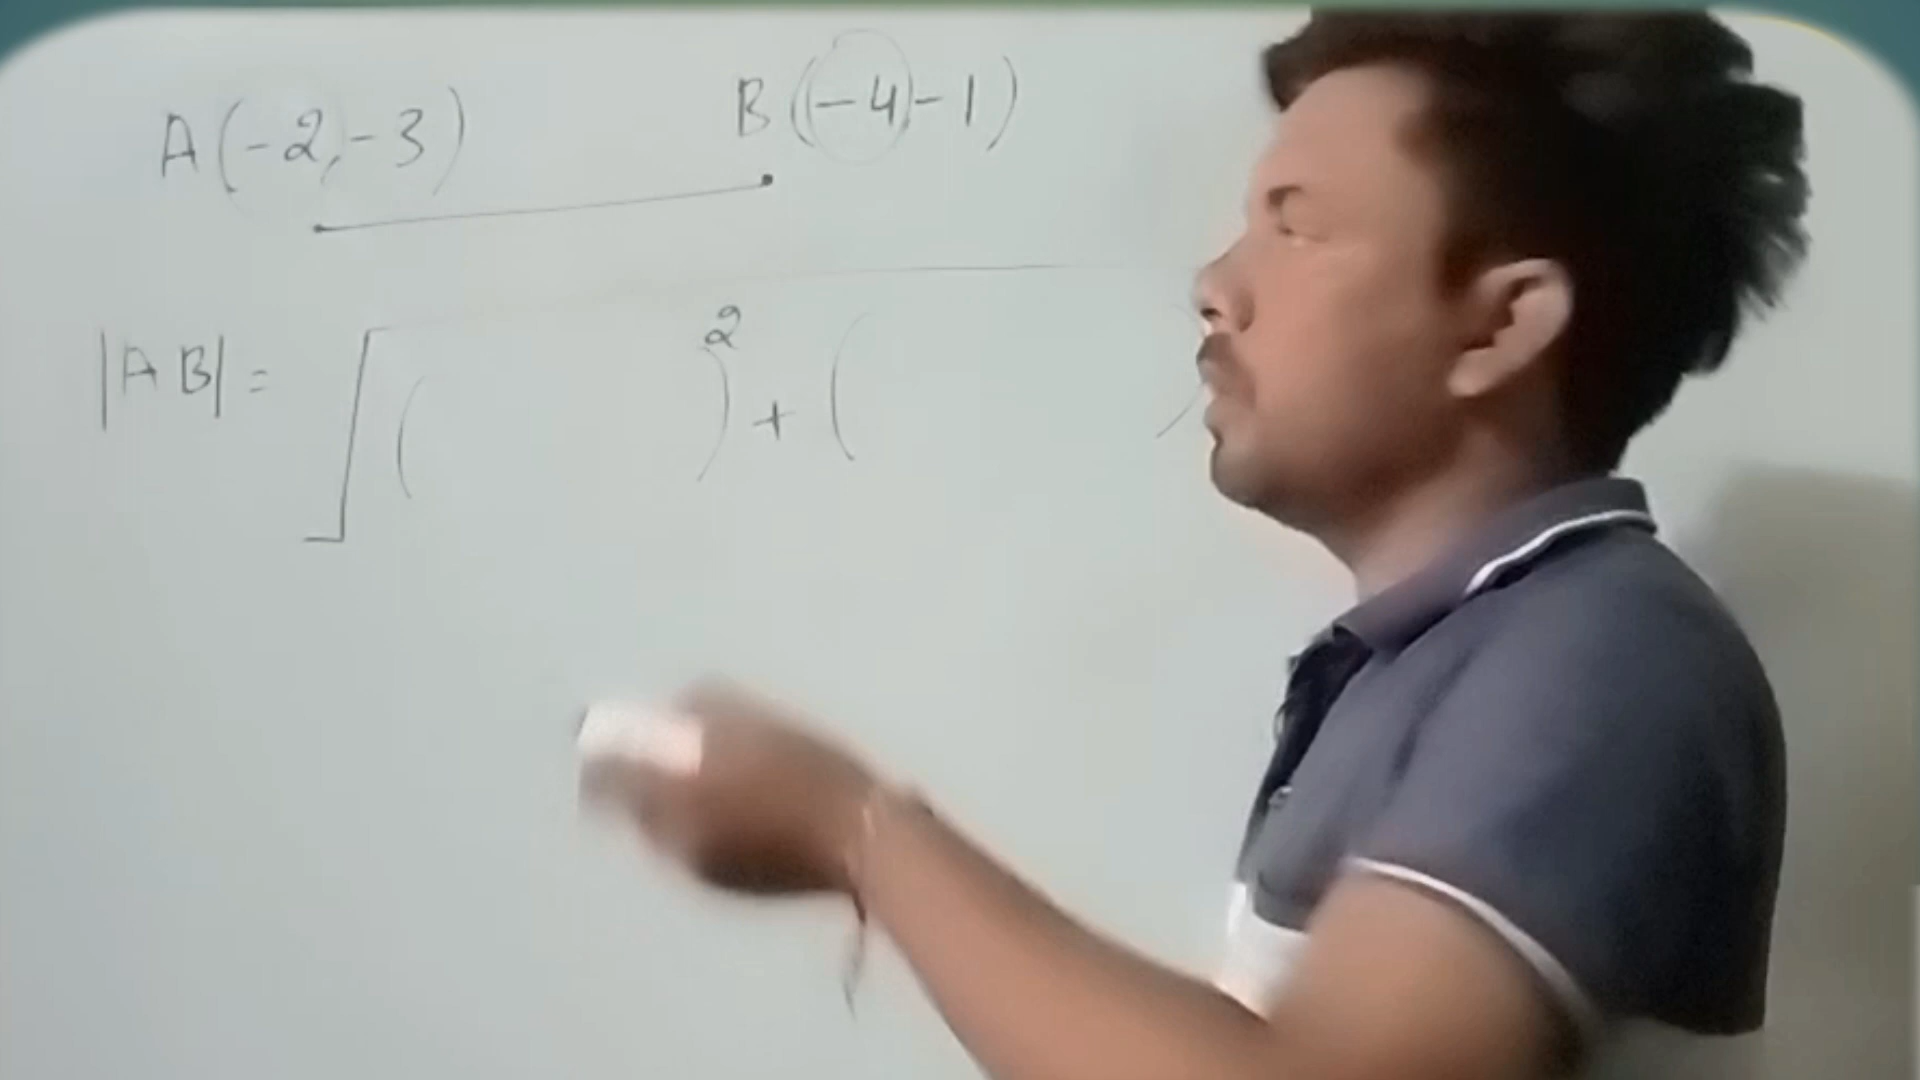 A(-2,-3) B(-4,-1)
|AB| = √( )² + ( )